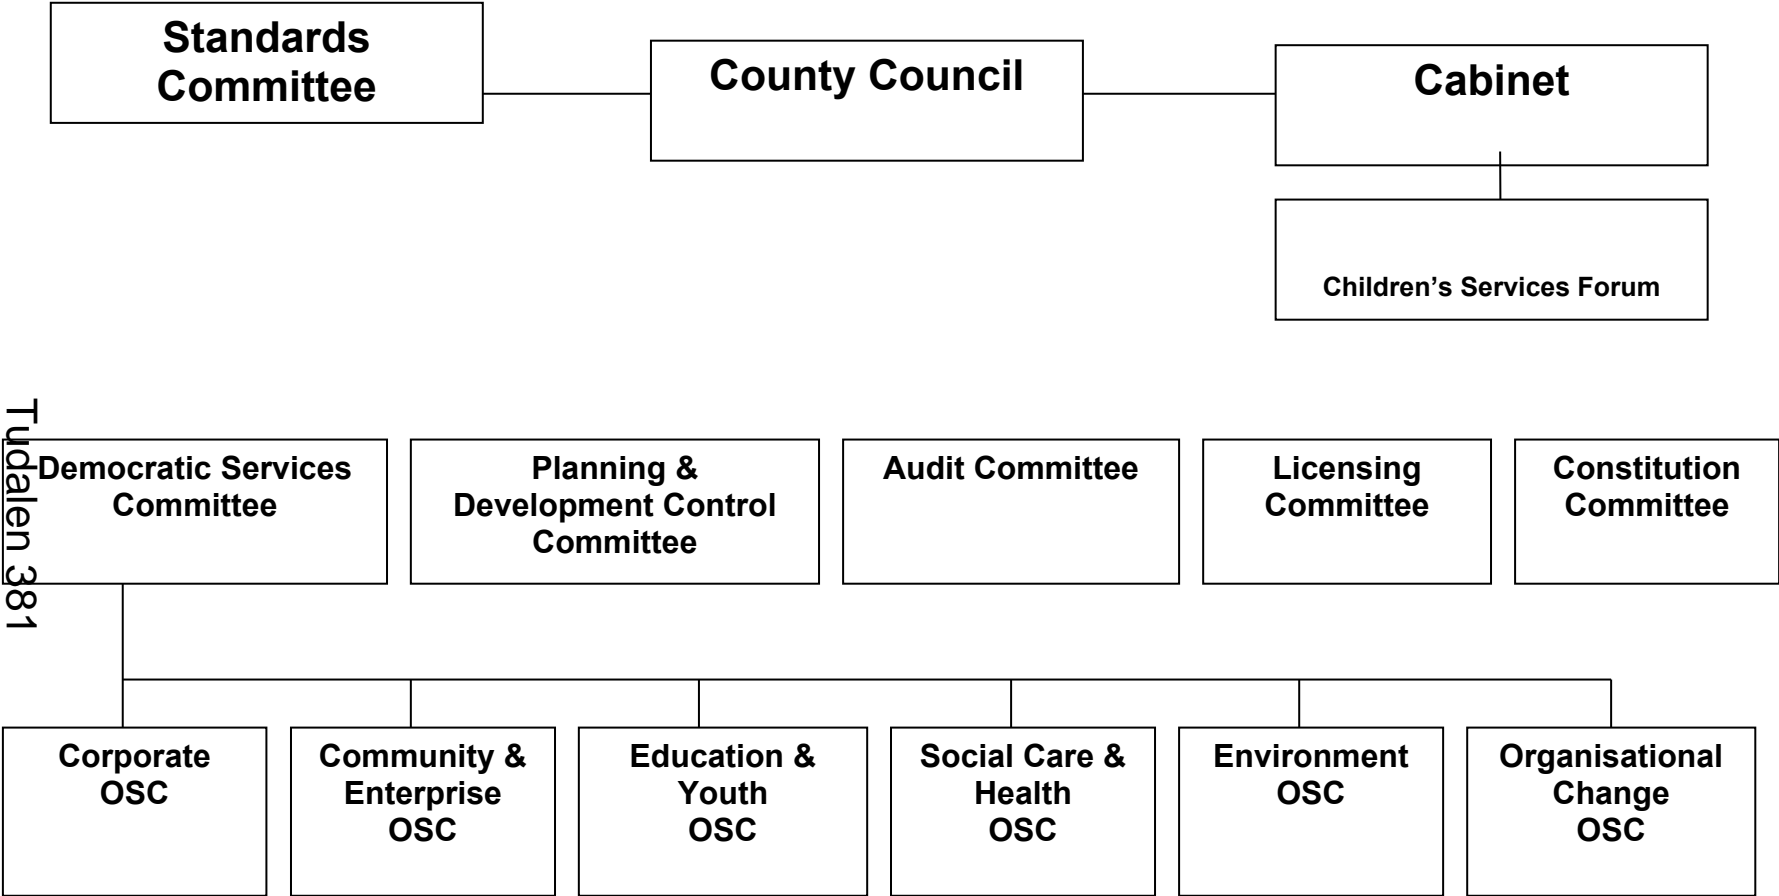 Standards
Committee
County Council
Cabinet
Children’s Services Forum
Tudalen 381
Democratic Services
Committee
Planning &
Development Control
Committee
Audit Committee
Licensing
Committee
Constitution
Committee
Corporate
OSC
Community &
Enterprise
OSC
Education &
Youth
OSC
Social Care &
Health
OSC
Environment
OSC
Organisational
Change
OSC